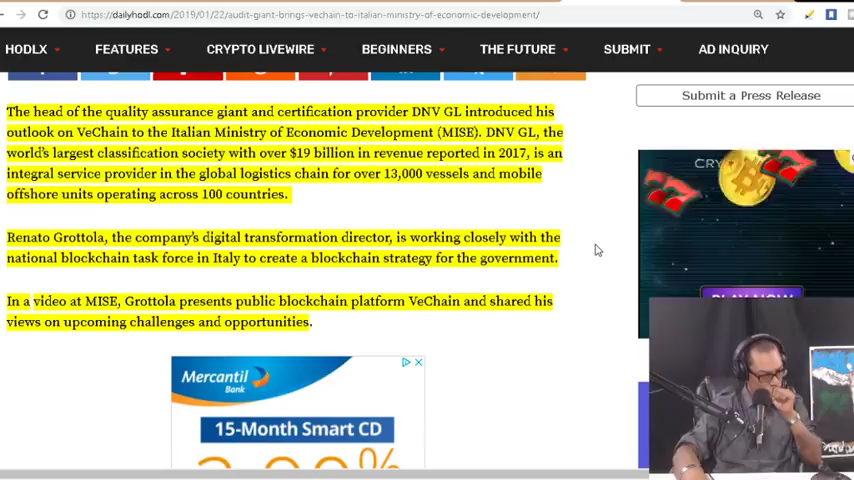 https://dailyhodl.com/2019/01/22/audit-giant-brings-vechain-to-italian-ministry-of-economic-development/
HODLX FEATURES CRYPTO LIVEWIRE BEGINNERS THE FUTURE SUBMIT AD INQUIRY
Submit a Press Release
The head of the quality assurance giant and certification provider DNV GL introduced his
outlook on VeChain to the Italian Ministry of Economic Development (MISE). DNV GL, the
world's largest classification society with over $19 billion in revenue reported in 2017, is an
integral service provider in the global logistics chain for over 13,000 vessels and mobile
offshore units operating across 100 countries.
Renato Grottola, the company's digital transformation director, is working closely with the
national blockchain task force in Italy to create a blockchain strategy for the government.
In a video at MISE, Grottola presents public blockchain platform VeChain and shared his
views on upcoming challenges and opportunities.
Mercantil
Bank
15-Month Smart CD
PLAY NOW